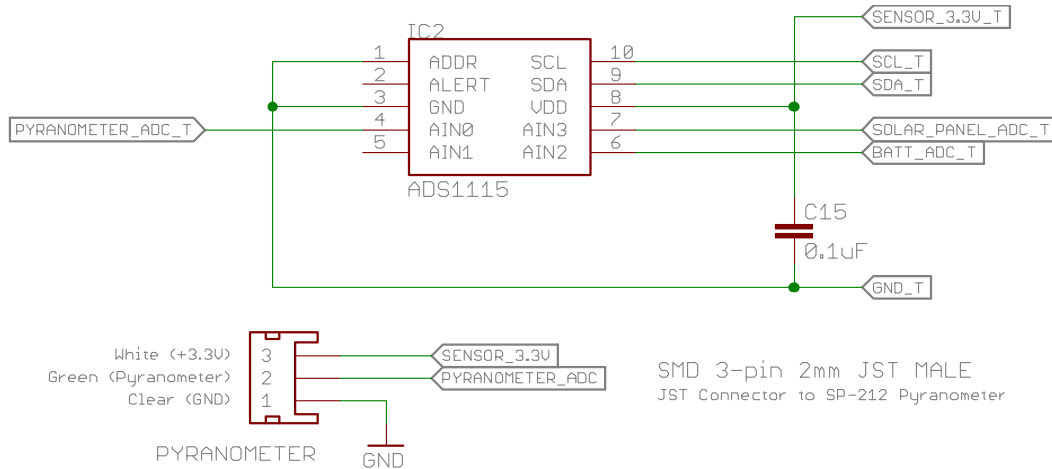 SENSOR_3.3V_T
IC2
1 ADDR SCL 10 SCL_T
2 ALERT SDA 9 SDA_T
3 GND VDD 8
PYRANOMETER_ADC_T 4 AIN0 AIN3 7 SOLAR_PANEL_ADC_T
5 AIN1 AIN2 6 BATT_ADC_T
ADS1115
C15
0.1uF
GND_T
White (+3.3V) 3 SENSOR_3.3V
Green (Pyranometer) 2 PYRANOMETER_ADC
Clear (GND) 1
SMD 3-pin 2mm JST MALE
JST Connector to SP-212 Pyranometer
PYRANOMETER
GND